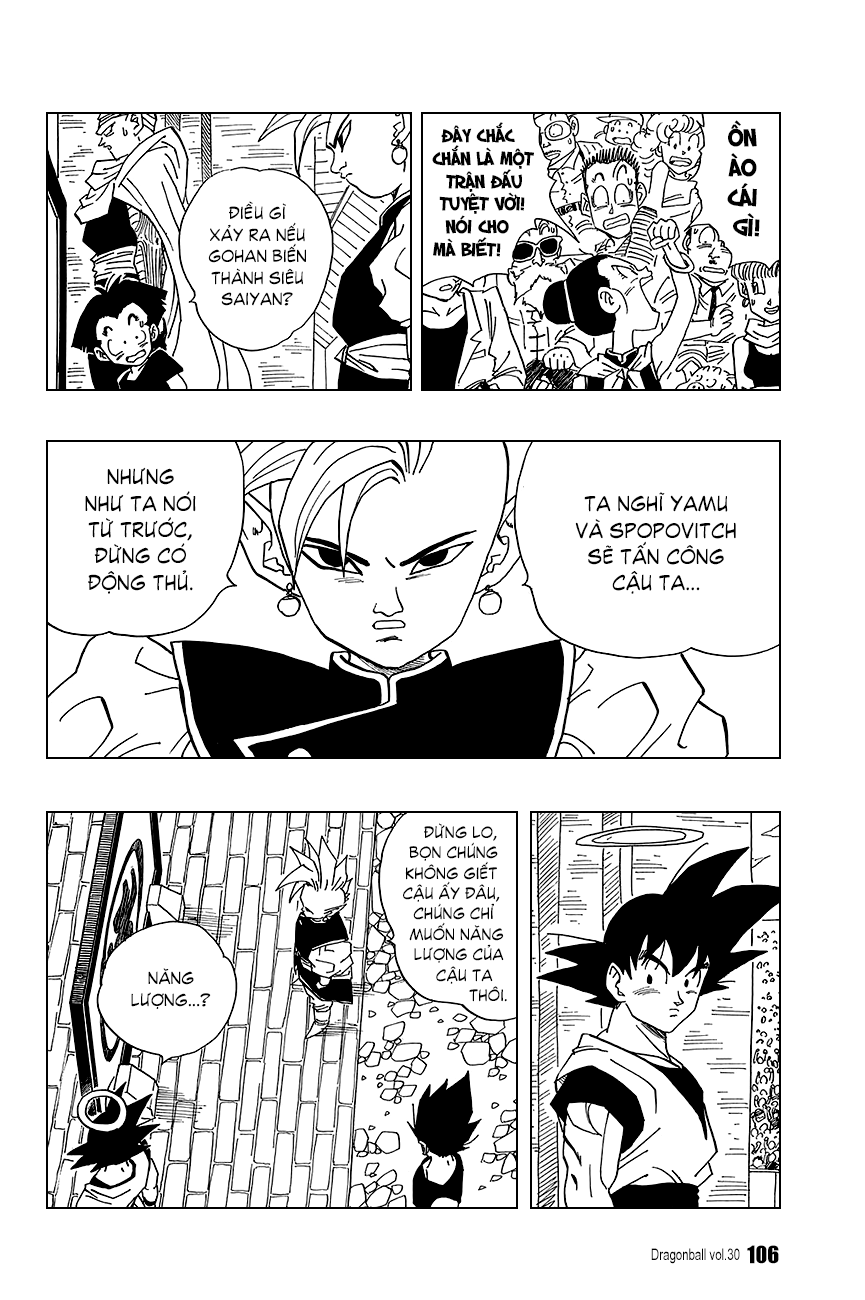 ỒN
ÀO
CÁI
GÌ!
ĐÂY CHẮC
CHẮN LÀ MỘT
TRẬN ĐẤU
TUYỆT VỜI!
NÓI CHO
MÀ BIẾT!
ĐIỀU GÌ
XẢY RA NẾU
GOHAN BIẾN
THÀNH SIÊU
SAIYAN?
TA NGHĨ YAMU
VÀ SPOPOVITCH
SẼ TẤN CÔNG
CẬU TA...
NHƯNG
NHƯ TA NÓI
TỪ TRƯỚC,
ĐỪNG CÓ
ĐỘNG THỦ.
ĐỪNG LO,
BỌN CHÚNG
KHÔNG GIẾT
CẬU ẤY ĐÂU,
CHÚNG CHỈ
MUỐN NĂNG
LƯỢNG CỦA
CẬU TA
THÔI.
NĂNG
LƯỢNG...?
Dragonball vol.30 106